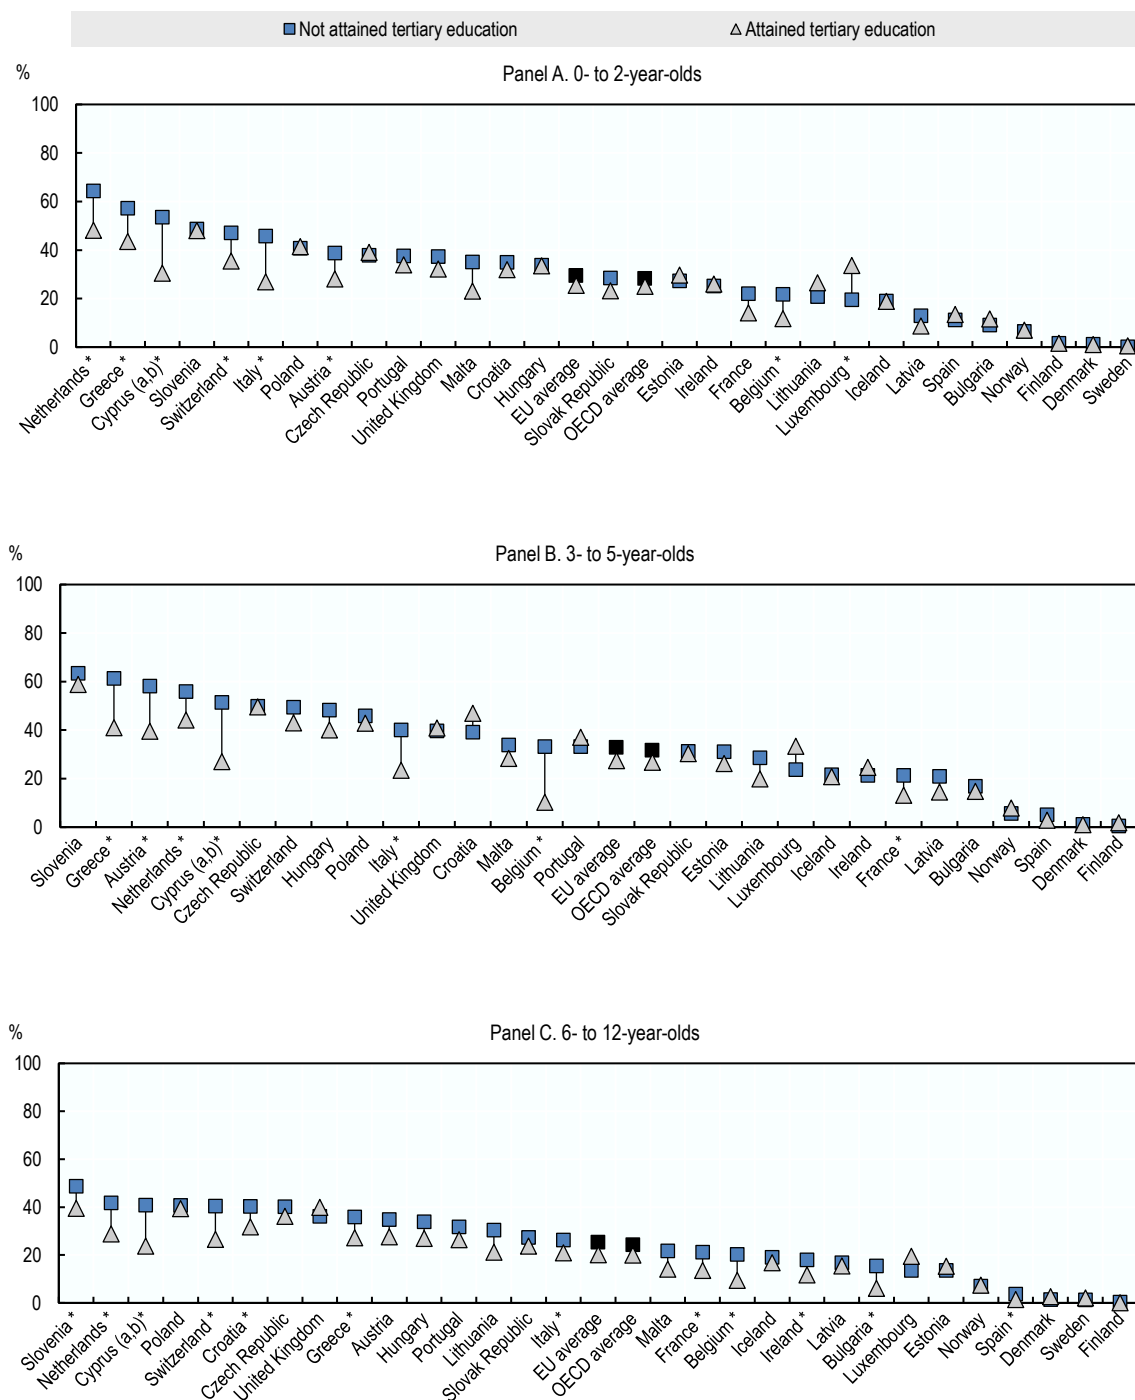 Not attained tertiary education
Attained tertiary education
%
Panel A. 0- to 2-year-olds
100
80
60
40
20
0
Netherlands *
Greece *
Cyprus (a,b)*
Slovenia
Switzerland *
Italy *
Poland
Austria *
Czech Republic
Portugal
United Kingdom
Malta
Croatia
Hungary
EU average
Slovak Republic
OECD average
Estonia
Ireland
France
Belgium *
Lithuania
Luxembourg *
Iceland
Latvia
Spain
Bulgaria
Norway
Finland
Denmark
Sweden
%
Panel B. 3- to 5-year-olds
100
80
60
40
20
0
Slovenia
Greece *
Austria *
Netherlands *
Cyprus (a,b)*
Czech Republic
Switzerland
Hungary
Poland
Italy *
United Kingdom
Croatia
Malta
Belgium *
Portugal
EU average
OECD average
Slovak Republic
Estonia
Lithuania
Luxembourg
Iceland
Ireland
France *
Latvia
Bulgaria
Norway
Spain
Denmark
Finland
%
Panel C. 6- to 12-year-olds
100
80
60
40
20
0
Slovenia *
Netherlands *
Cyprus (a,b)*
Poland
Switzerland *
Croatia *
Czech Republic
United Kingdom
Greece *
Austria
Hungary
Portugal
Lithuania
Slovak Republic
Italy *
EU average
OECD average
Malta
France *
Belgium *
Iceland
Ireland *
Latvia
Bulgaria *
Luxembourg
Estonia
Norway
Spain *
Denmark
Sweden
Finland